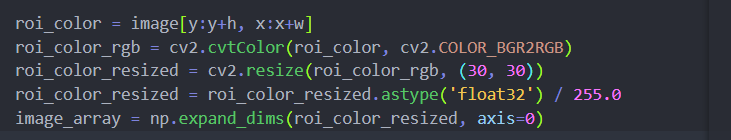 roi_color = image[y:y+h, x:x+w]
roi_color_rgb = cv2.cvtColor(roi_color, cv2.COLOR_BGR2RGB)
roi_color_resized = cv2.resize(roi_color_rgb, (30, 30))
roi_color_resized = roi_color_resized.astype('float32') / 255.0
image_array = np.expand_dims(roi_color_resized, axis=0)